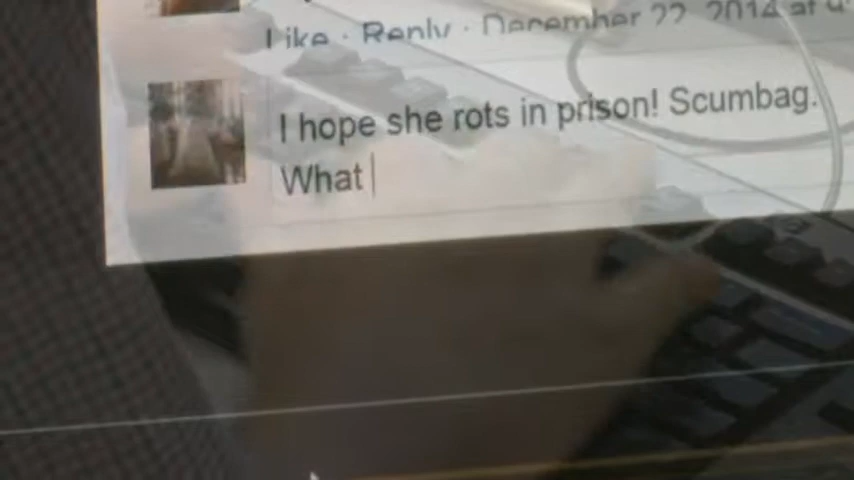 Like · Reply · December 22, 2014 at
I hope she rots in prison! Scumbag.
What